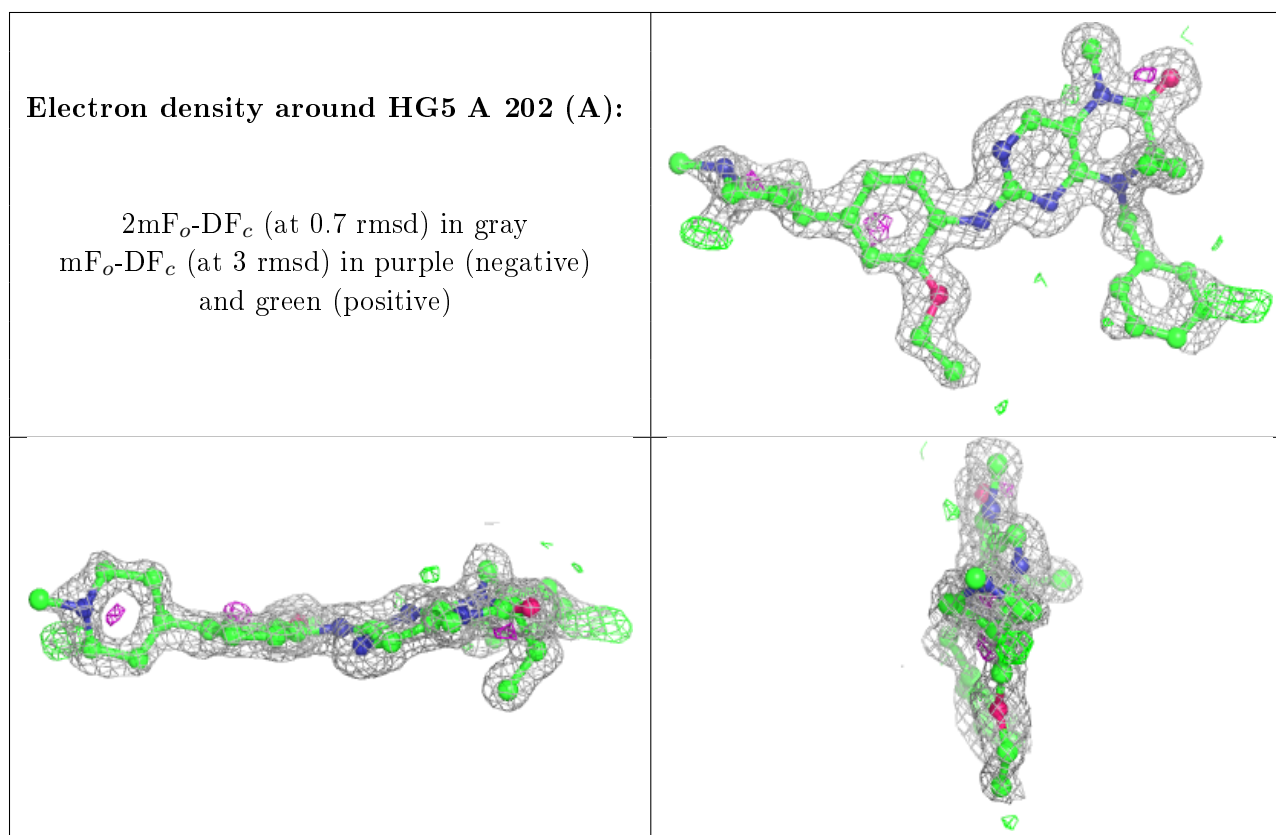 Electron density around HG5 A 202 (A):
2mFo-DFc (at 0.7 rmsd) in gray
mFo-DFc (at 3 rmsd) in purple (negative)
and green (positive)